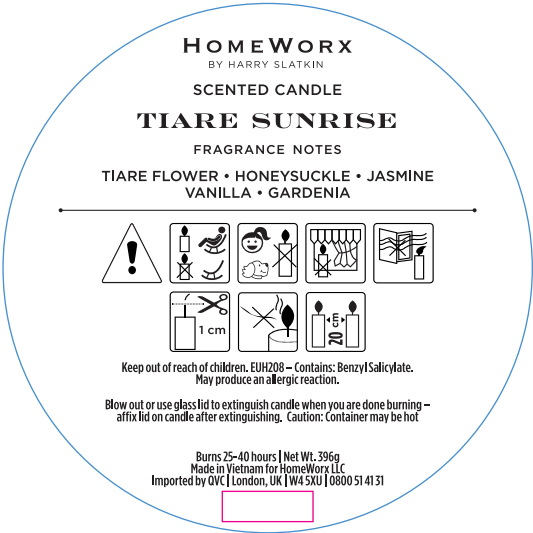 HOMEWORX
BY HARRY SLATKIN
SCENTED CANDLE
TIARE SUNRISE
FRAGRANCE NOTES
TIARE FLOWER • HONEYSUCKLE • JASMINE
VANILLA • GARDENIA
1 cm
20 cm
Keep out of reach of children. EUH208 – Contains: Benzyl Salicylate.
May produce an allergic reaction.
Blow out or use glass lid to extinguish candle when you are done burning –
affix lid on candle after extinguishing. Caution: Container may be hot
Burns 25-40 hours | Net Wt. 396g
Made in Vietnam for HomeWorx LLC
Imported by QVC | London, UK | W4 5XU | 0800 51 41 31